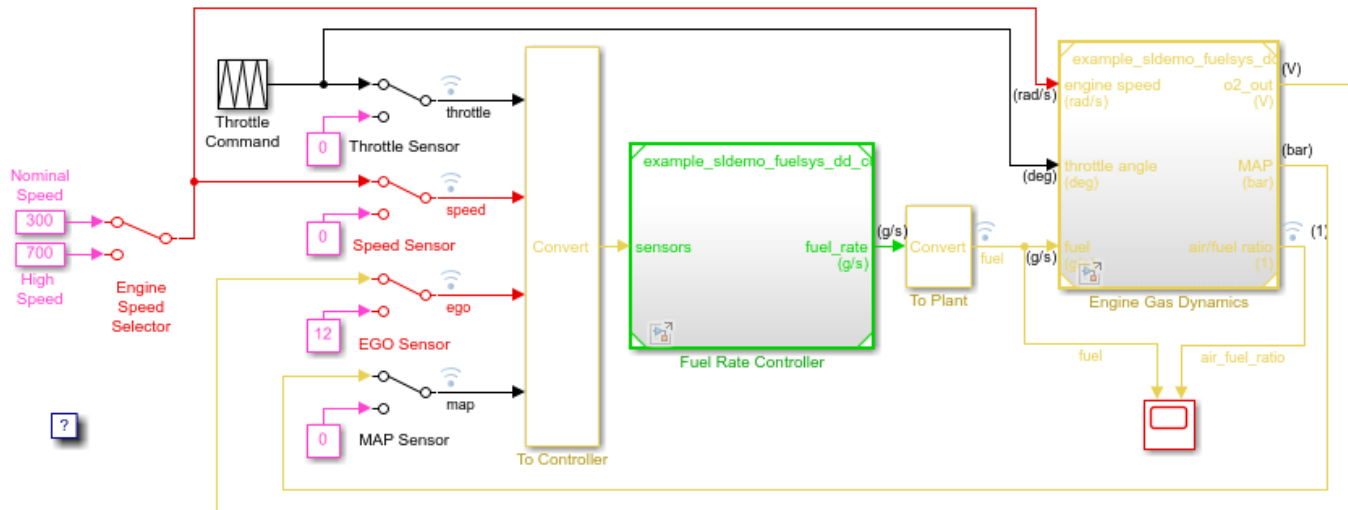 Throttle
Command
0
throttle
Throttle Sensor
Nominal
Speed
300
700
High
Speed
Engine
Speed
Selector
0
speed
Speed Sensor
12
ego
EGO Sensor
0
map
MAP Sensor
?
Convert
To Controller
example_sldemo_fuelsys_dd_c
sensors
fuel_rate
(g/s)
Fuel Rate Controller
(g/s)
Convert
To Plant
fuel
(g/s)
(rad/s)
(deg)
example_sldemo_fuelsys_dd
engine speed
(rad/s)
o2_out
(V)
throttle angle
(deg)
MAP
(bar)
fuel
air/fuel ratio
(1)
Engine Gas Dynamics
(V)
(bar)
(1)
fuel
air_fuel_ratio